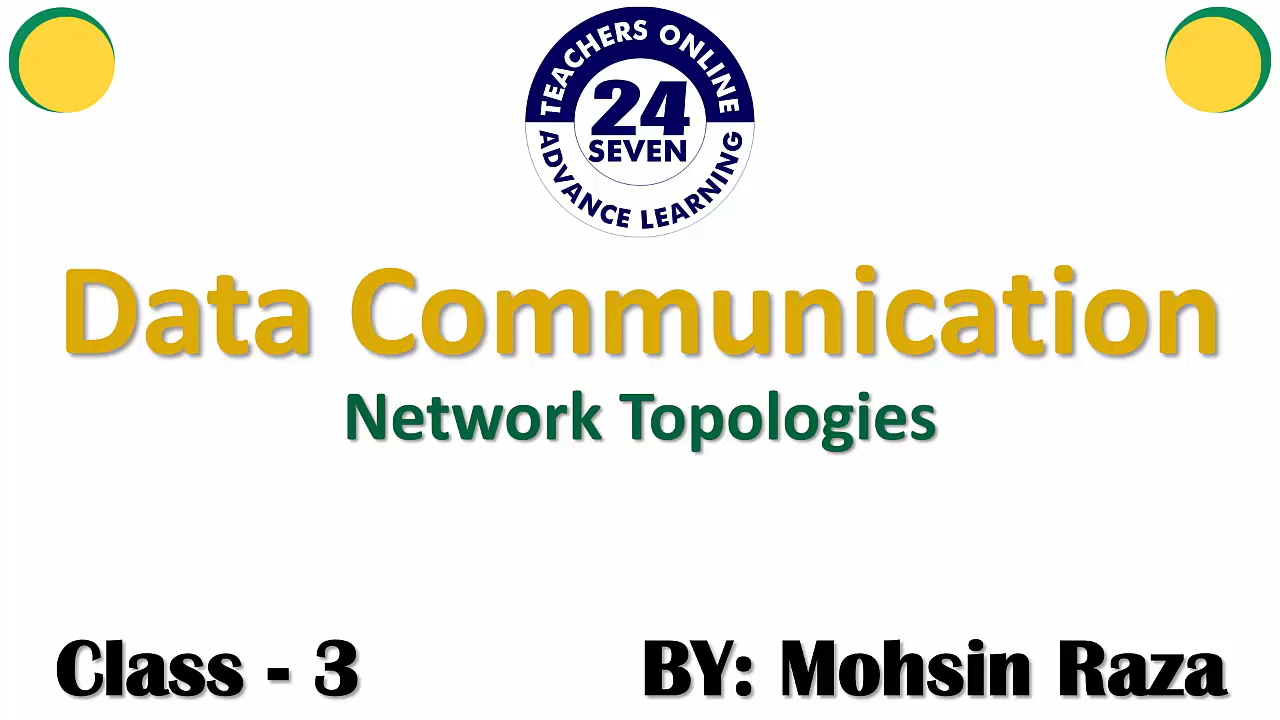 TEACHERS ONLINE
24
SEVEN
ADVANCE LEARNING
Data Communication
Network Topologies
Class - 3
BY: Mohsin Raza